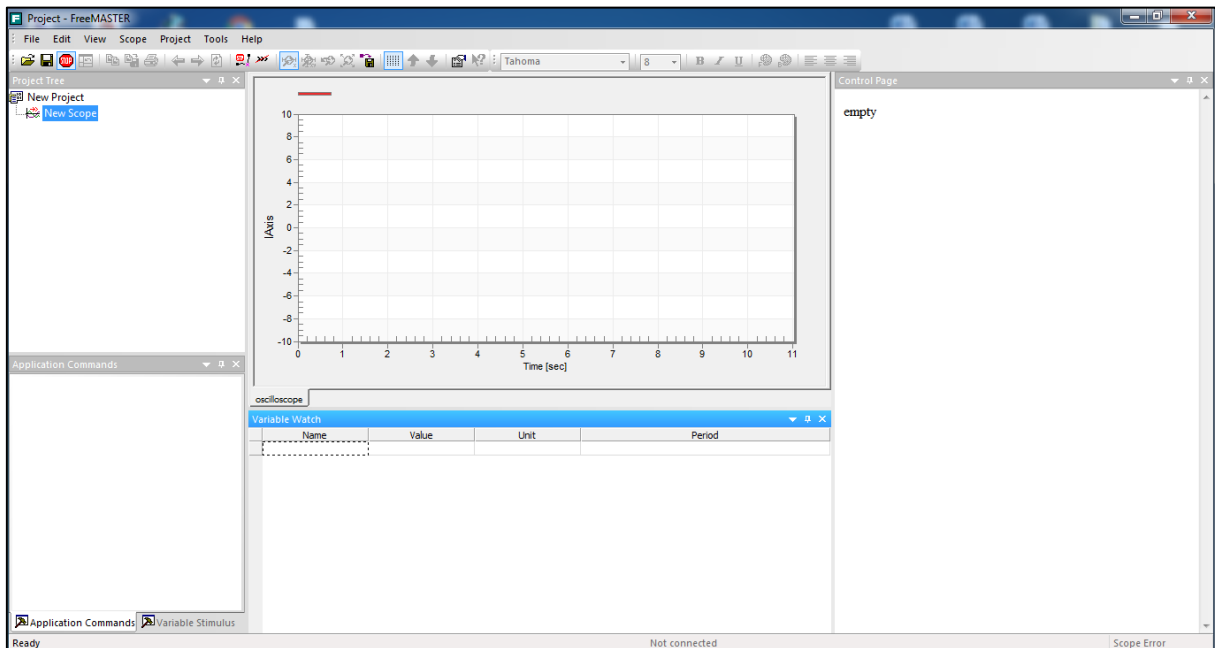 Project - FreeMASTER
File Edit View Scope Project Tools Help
STOP Tahoma 8 B I U
Project Tree
New Project
New Scope
Application Commands
Application Commands Variable Stimulus
10
8
6
4
2
0
-2
-4
-6
-8
-10
IAxis
0 1 2 3 4 5 6 7 8 9 10 11
Time [sec]
oscilloscope
Variable Watch
Name Value Unit Period
Control Page
empty
Ready Not connected Scope Error